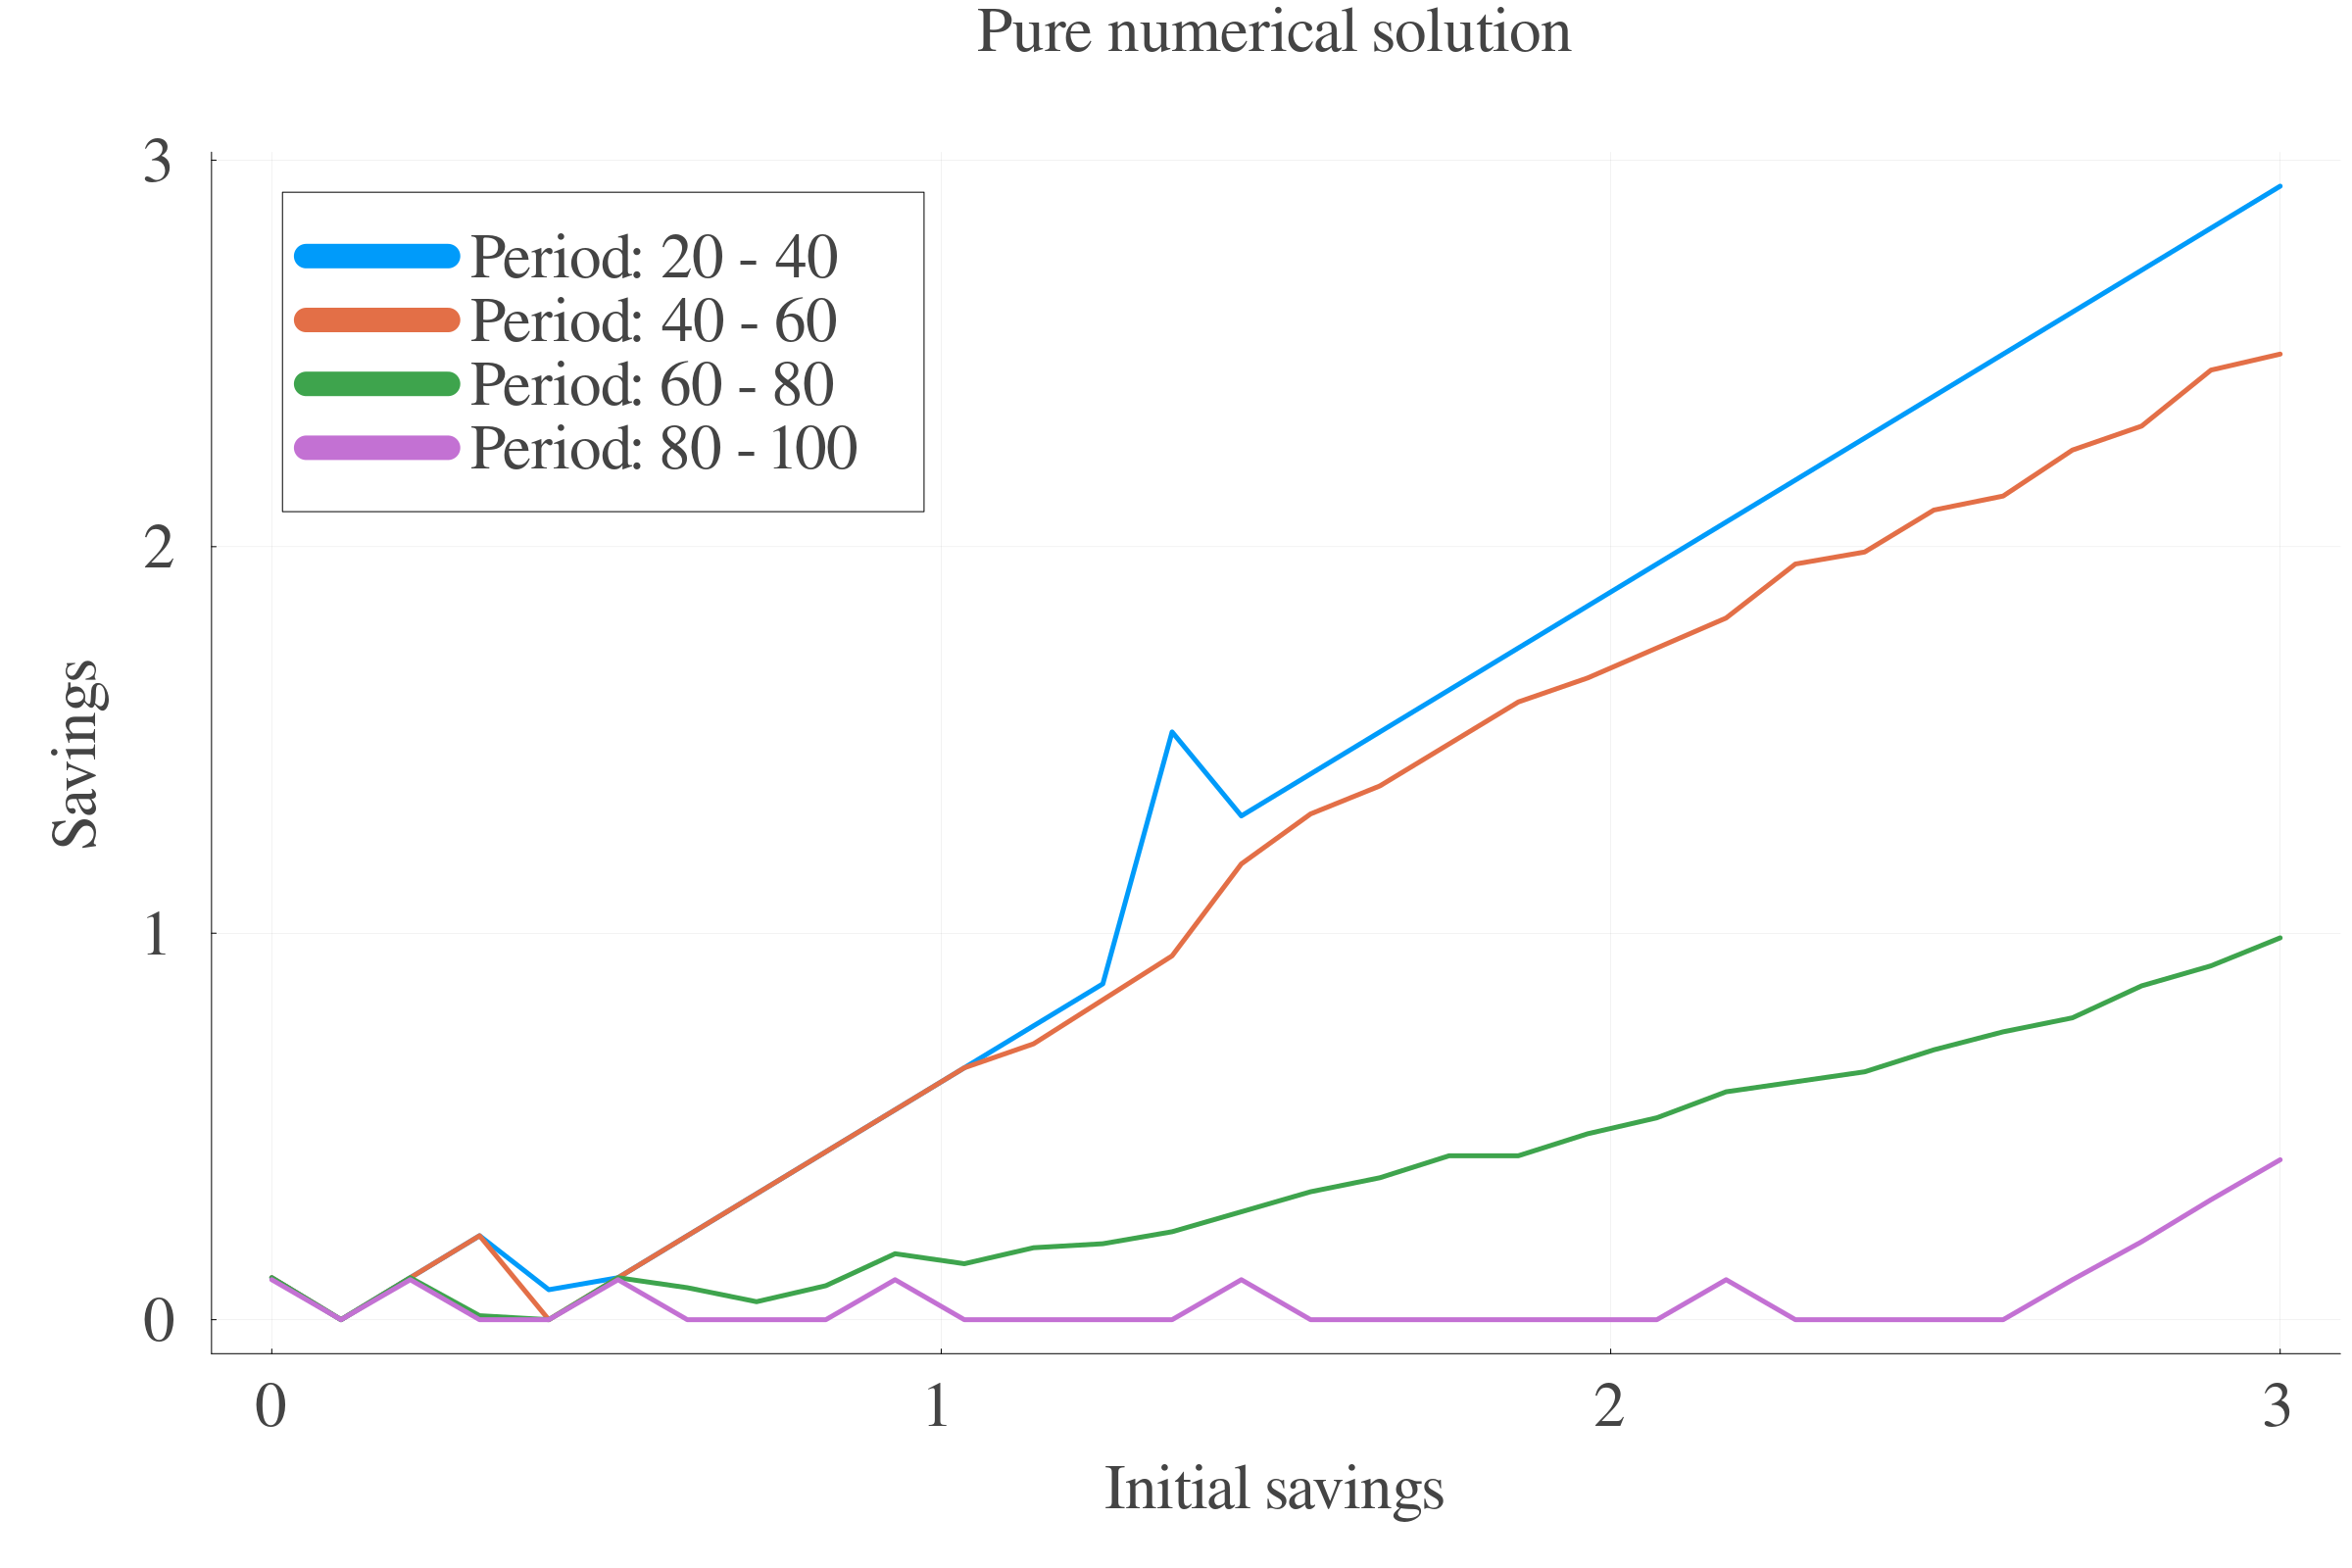 Pure numerical solution
3
Period: 20 - 40
Period: 40 - 60
Period: 60 - 80
Period: 80 - 100
2
Savings
1
0
0 1 2 3
Initial savings